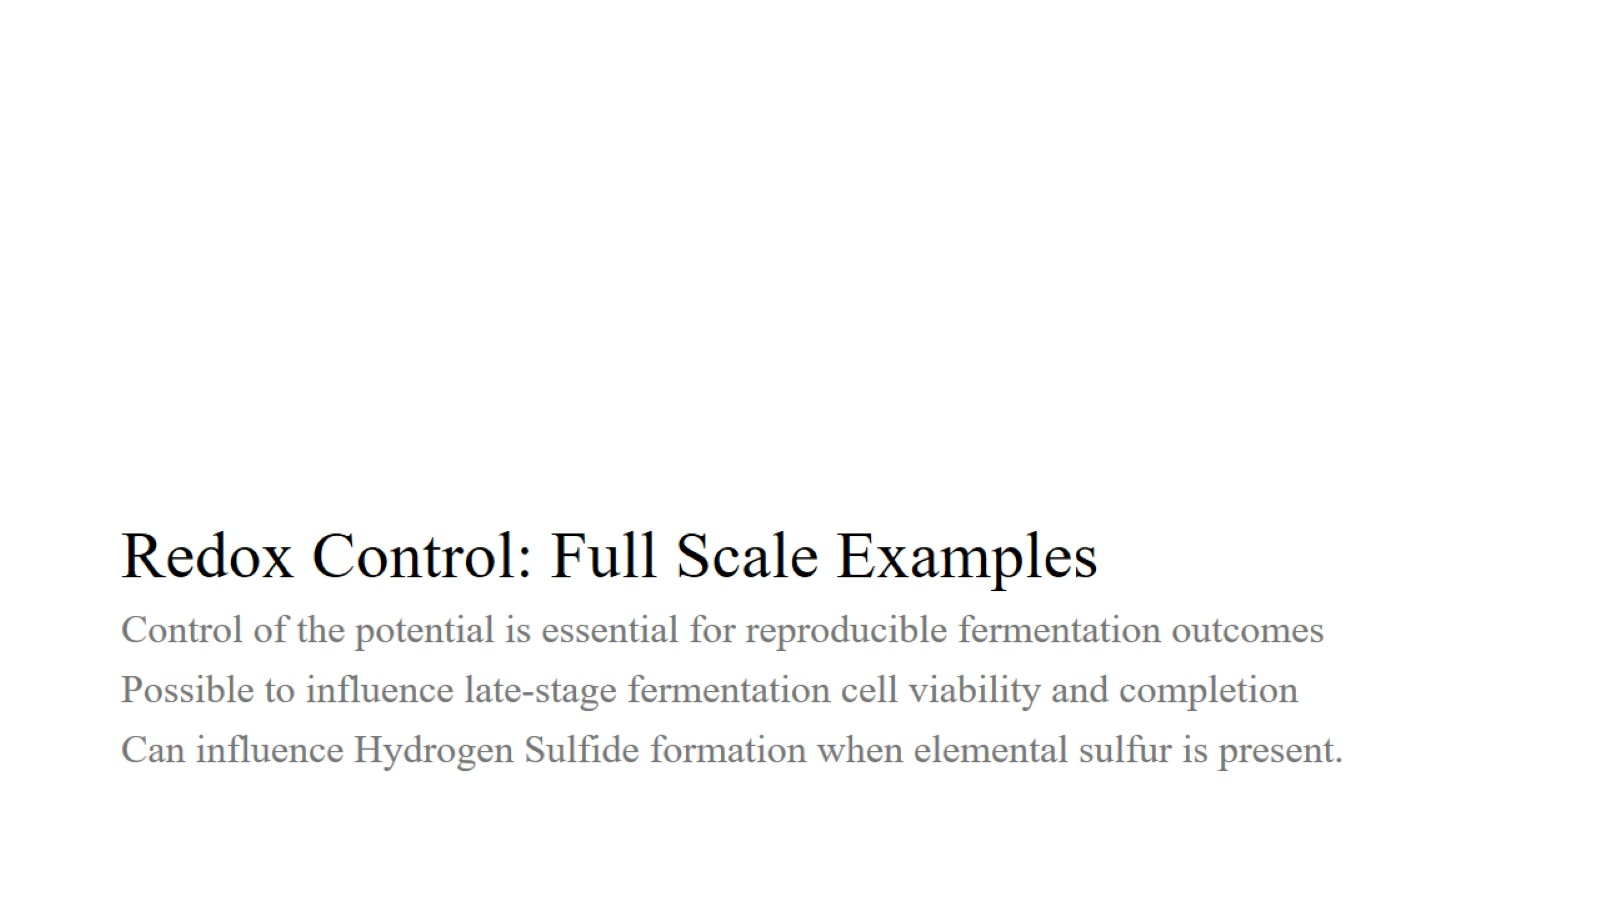 Redox Control: Full Scale Examples
Control of the potential is essential for reproducible fermentation outcomes
Possible to influence late-stage fermentation cell viability and completion
Can influence Hydrogen Sulfide formation when elemental sulfur is present.